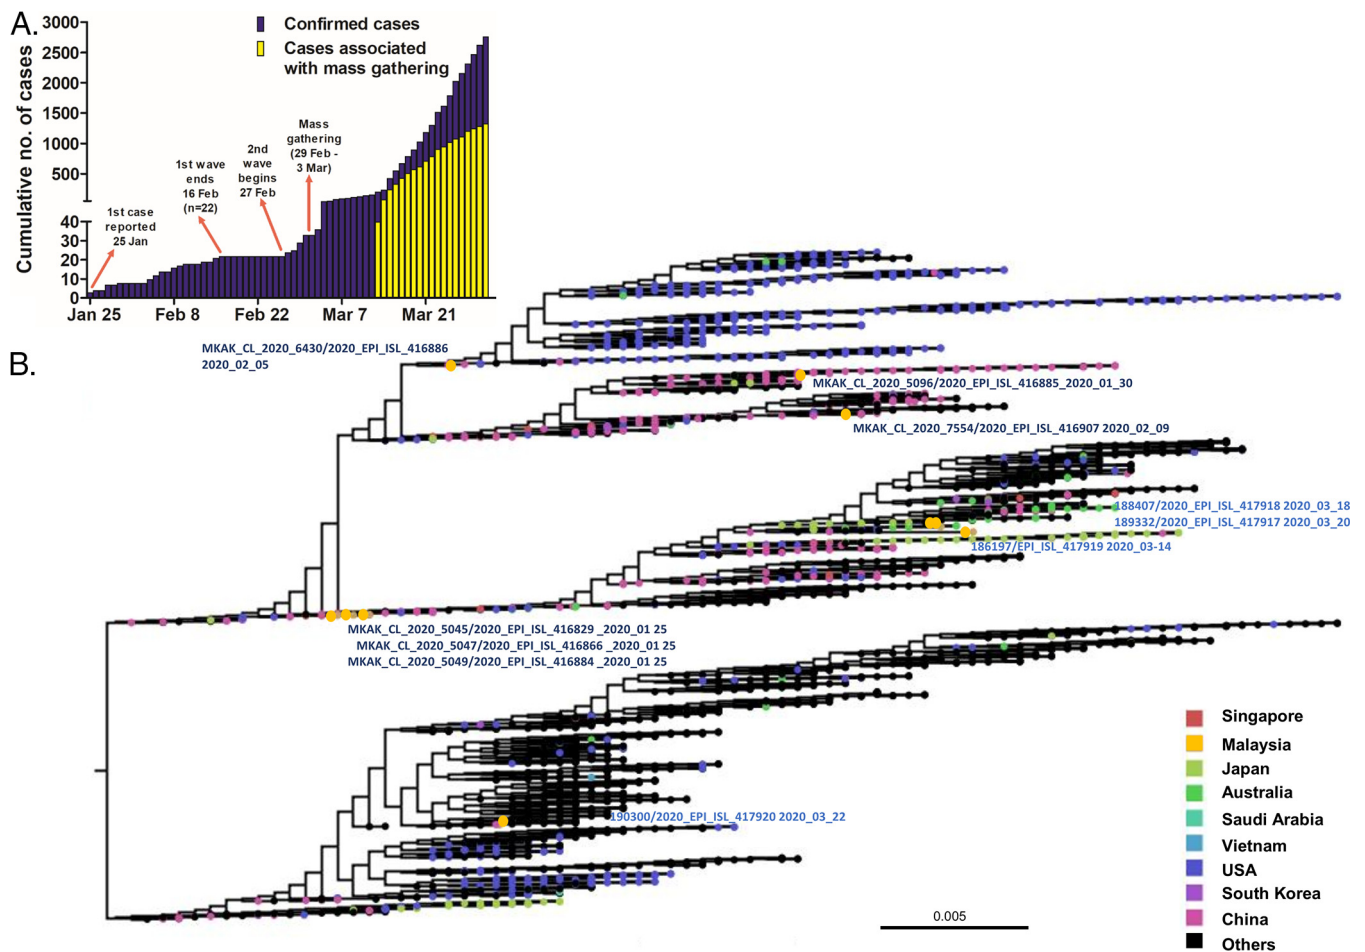 A.
3000
2500
2000
1500
1000
500
40
30
20
10
0
Cumulative no. of cases
Confirmed cases
Cases associated
with mass gathering
1st case
reported
25 Jan
1st wave
ends
16 Feb
(n=22)
2nd
wave
begins
27 Feb
Mass
gathering
(29 Feb -
3 Mar)
Jan 25
Feb 8
Feb 22
Mar 7
Mar 21
B.
MKAK_CL_2020_6430/2020_EPI_ISL_416886
2020_02_05
MKAK_CL_2020_5096/2020_EPI_ISL_416885_2020_01_30
MKAK_CL_2020_7554/2020_EPI_ISL_416907 2020_02_09
188407/2020_EPI_ISL_417918 2020_03_18
189332/2020_EPI_ISL_417917 2020_03_20
186197/EPI_ISL_417919 2020_03-14
MKAK_CL_2020_5045/2020_EPI_ISL_416829 _2020_01 25
MKAK_CL_2020_5047/2020_EPI_ISL_416866 _2020_01 25
MKAK_CL_2020_5049/2020_EPI_ISL_416884 _2020_01 25
190300/2020_EPI_ISL_417920 2020_03_22
Singapore
Malaysia
Japan
Australia
Saudi Arabia
Vietnam
USA
South Korea
China
Others
0.005